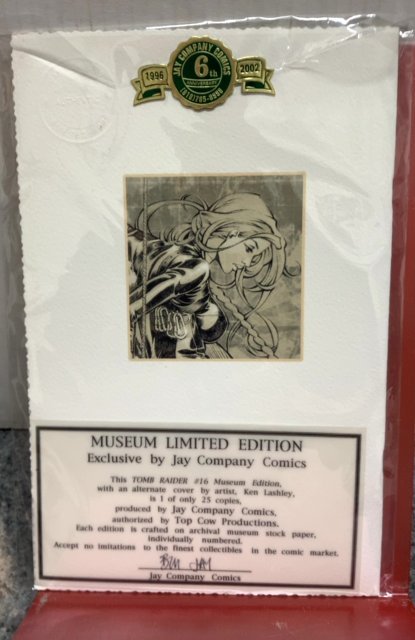 JAY COMPANY COMICS
1996 6th 2002
ANNIVERSARY
MUSEUM LIMITED EDITION
Exclusive by Jay Company Comics
This TOMB RAIDER #16 Museum Edition,
with an alternate cover by artist, Ken Lashley,
is 1 of only 25 copies,
produced by Jay Company Comics,
authorized by Top Cow Productions.
Each edition is crafted on archival museum stock paper,
individually numbered.
Accept no imitations to the finest collectibles in the comic market.
Jay Company Comics